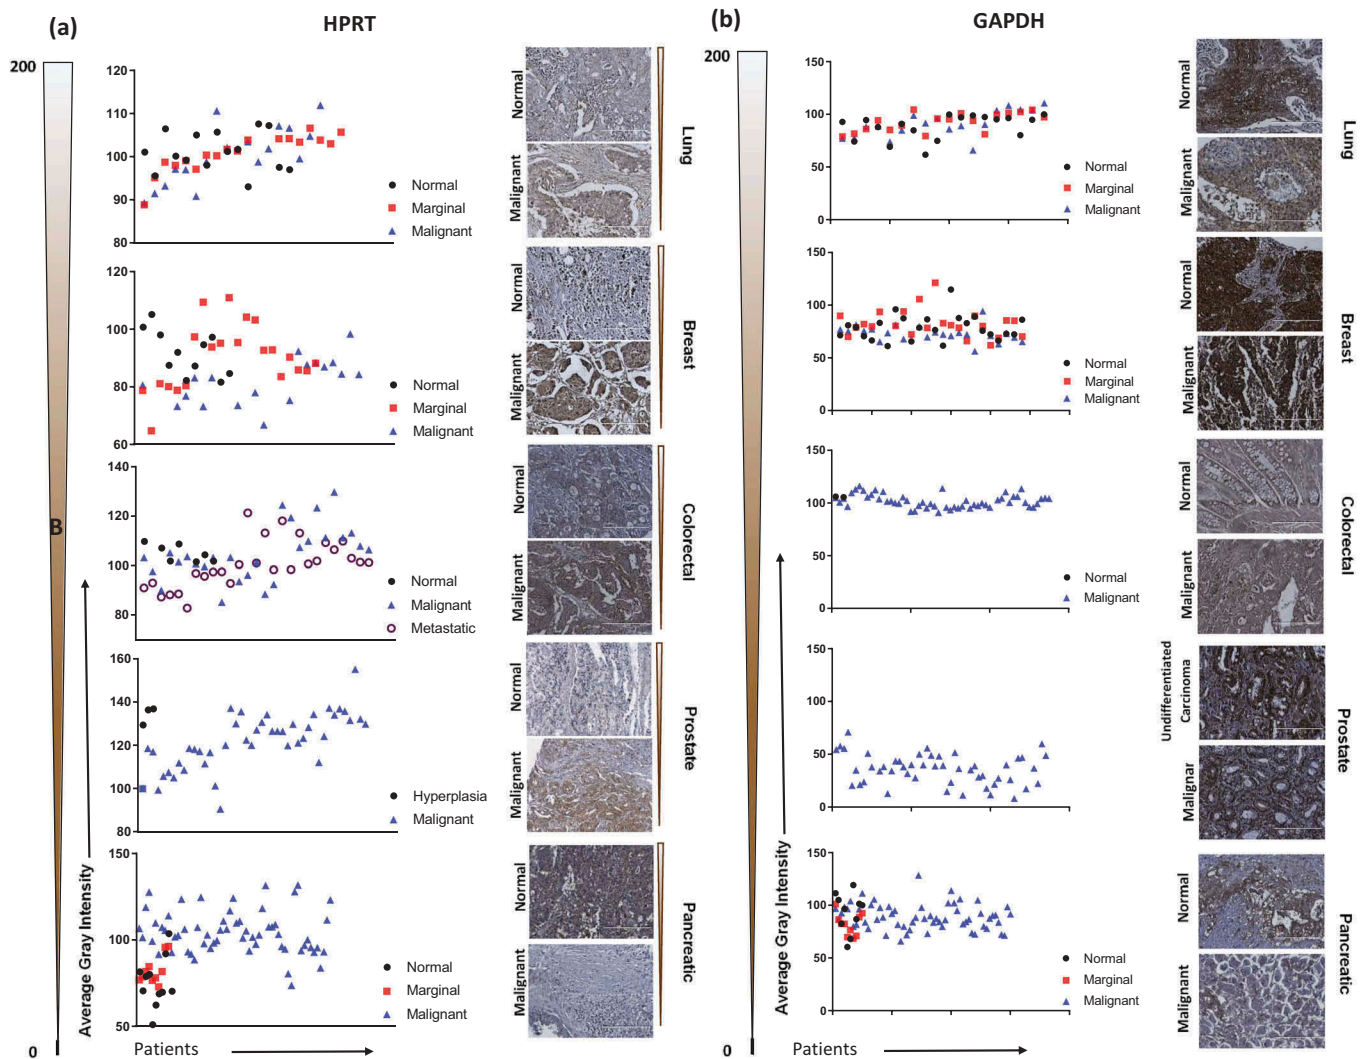 (a)
HPRT
200
B
0
Average Gray Intensity
Patients
120
110
100
90
80
Normal
Marginal
Malignant
Normal
Malignant
Lung
120
100
80
60
Normal
Marginal
Malignant
Normal
Malignant
Breast
140
120
100
80
Normal
Malignant
Metastatic
Normal
Malignant
Colorectal
160
140
120
100
80
Hyperplasia
Malignant
Normal
Malignant
Prostate
150
100
50
Normal
Marginal
Malignant
Normal
Malignant
Pancreatic
(b)
GAPDH
200
0
Average Gray Intensity
Patients
150
100
50
0
Normal
Marginal
Malignant
Normal
Malignant
Lung
150
100
50
0
Normal
Marginal
Malignant
Normal
Malignant
Breast
150
100
50
0
Normal
Malignant
Normal
Malignant
Colorectal
150
100
50
0
Undifferentiated
Carcinoma
Malignar
Prostate
150
100
50
0
Normal
Marginal
Malignant
Normal
Malignant
Pancreatic